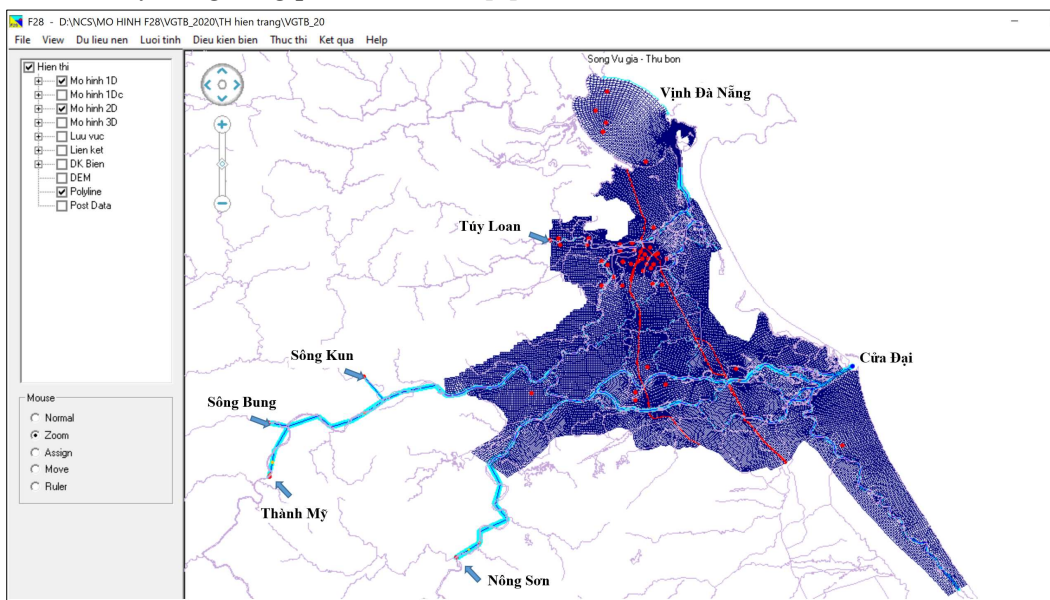 F28 - D:\NCS\MO HINH F28\VGTB_2020\TH hien trang\VGTB_20
File View Du lieu nen Luoi tinh Dieu kien bien Thuc thi Ket qua Help
Hien thi
Mo hinh 1D
Mo hinh 1Dc
Mo hinh 2D
Mo hinh 3D
Luu vuc
Lien ket
DK Bien
DEM
Polyline
Post Data
Mouse
Normal
Zoom
Assign
Move
Ruler
Song Vu gia - Thu bon
Vịnh Đà Nẵng
Túy Loan
Sông Kun
Cửa Đại
Sông Bung
Thành Mỹ
Nông Sơn